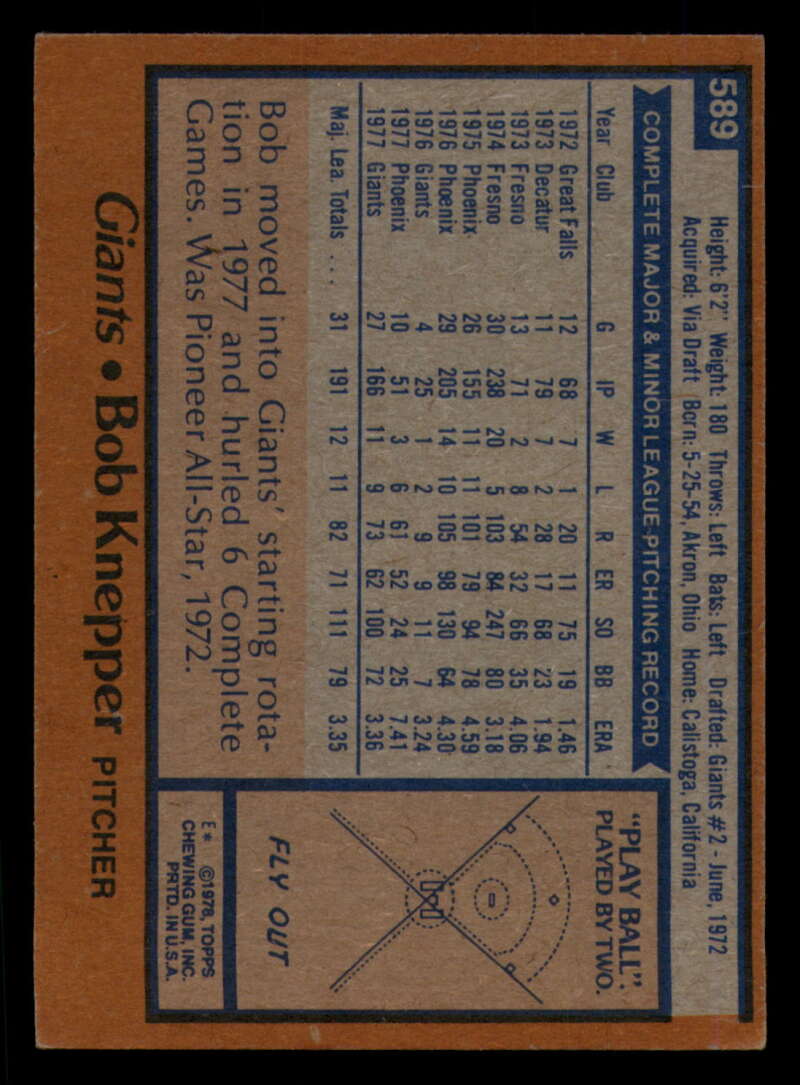 589
Height: 6'2" Weight: 180 Throws: Left Bats: Left Drafted: Giants #2 - June, 1972
Acquired: Via Draft Born: 5-25-54, Akron, Ohio Home: Calistoga, California
COMPLETE MAJOR & MINOR LEAGUE PITCHING RECORD
Year Club G IP W L R ER SO BB ERA
1972 Great Falls 12 68 7 1 20 11 75 19 1.46
1973 Decatur 11 79 7 2 28 17 68 23 1.94
1973 Fresno 13 71 2 8 54 32 66 35 4.06
1974 Fresno 30 238 20 5 103 84 247 80 3.18
1975 Phoenix 26 155 11 11 101 79 94 78 4.59
1976 Phoenix 29 205 14 10 105 98 130 64 4.30
1976 Giants 4 25 1 2 9 9 11 7 3.24
1977 Phoenix 10 51 3 6 61 52 24 25 7.41
1977 Giants 27 166 11 9 73 62 100 72 3.36
Maj. Lea. Totals ... 31 191 12 11 82 71 111 79 3.35
Bob moved into Giants' starting rota-
tion in 1977 and hurled 6 Complete
Games. Was Pioneer All-Star, 1972.
"PLAY BALL":
PLAYED BY TWO.
FLY OUT
E* ©1978, TOPPS
CHEWING GUM, INC.
PRTD. IN U.S.A.
Giants • Bob Knepper PITCHER